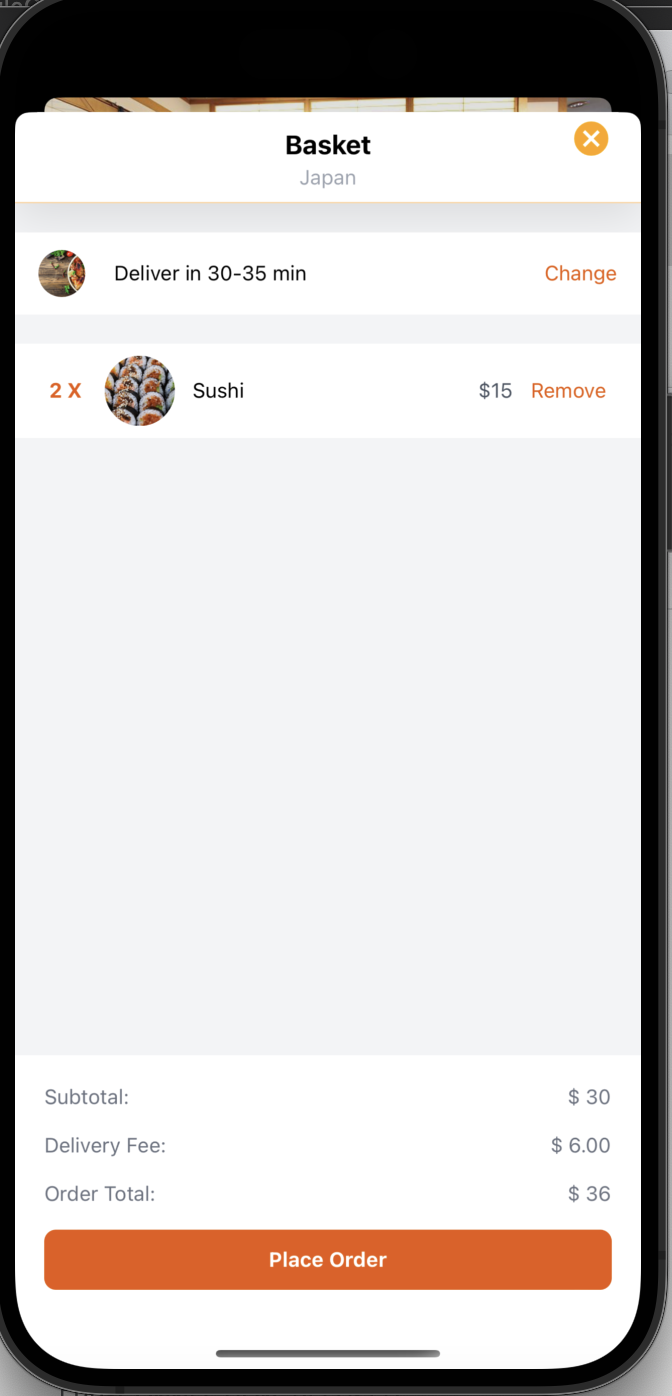 Basket
Japan
Deliver in 30-35 min Change
2 X Sushi $15 Remove
Subtotal: $ 30
Delivery Fee: $ 6.00
Order Total: $ 36
Place Order